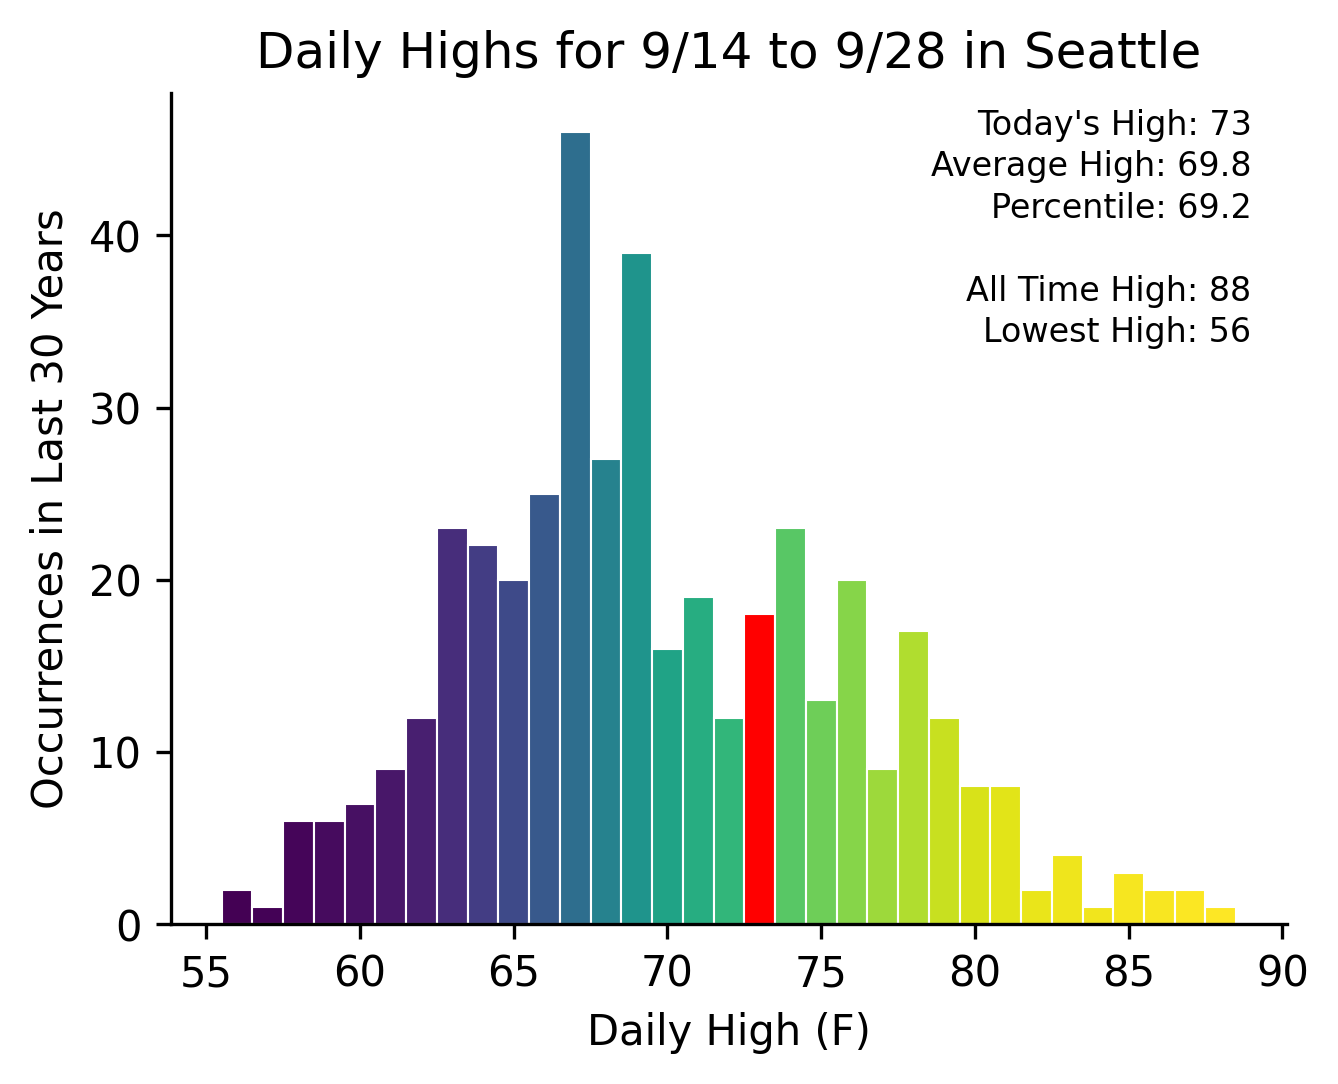 Daily Highs for 9/14 to 9/28 in Seattle
Today's High: 73
Average High: 69.8
Percentile: 69.2
All Time High: 88
Lowest High: 56
Occurrences in Last 30 Years
40
30
20
10
0
55 60 65 70 75 80 85 90
Daily High (F)